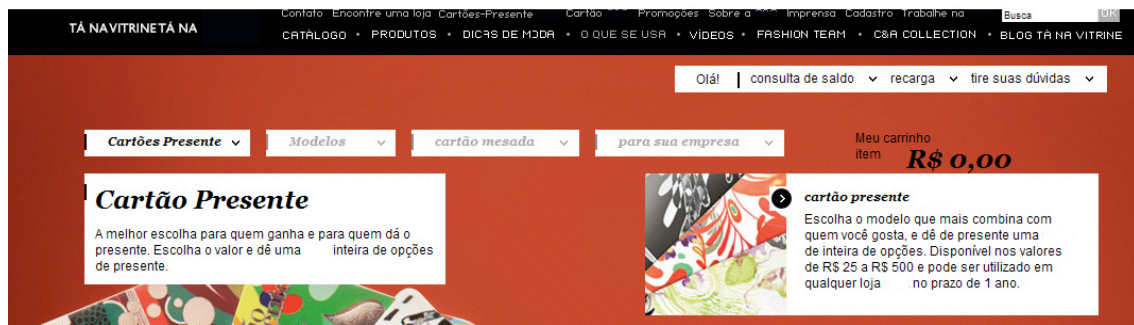 Contato Encontre uma loja Cartões-Presente Cartão Promoções Sobre a Imprensa Cadastro Trabalhe na Busca OK
TÁ NA VITRINE TÁ NA
CATÁLOGO • PRODUTOS • DICAS DE MODA • O QUE SE USA • VÍDEOS • FASHION TEAM • C&A COLLECTION • BLOG TÁ NA VITRINE
Olá! consulta de saldo recarga tire suas dúvidas
Cartões Presente Modelos cartão mesada para sua empresa
Meu carrinho
item R$ 0,00
Cartão Presente
A melhor escolha para quem ganha e para quem dá o
presente. Escolha o valor e dê uma inteira de opções
de presente.
cartão presente
Escolha o modelo que mais combina com
quem você gosta, e dê de presente uma
de inteira de opções. Disponível nos valores
de R$ 25 a R$ 500 e pode ser utilizado em
qualquer loja no prazo de 1 ano.